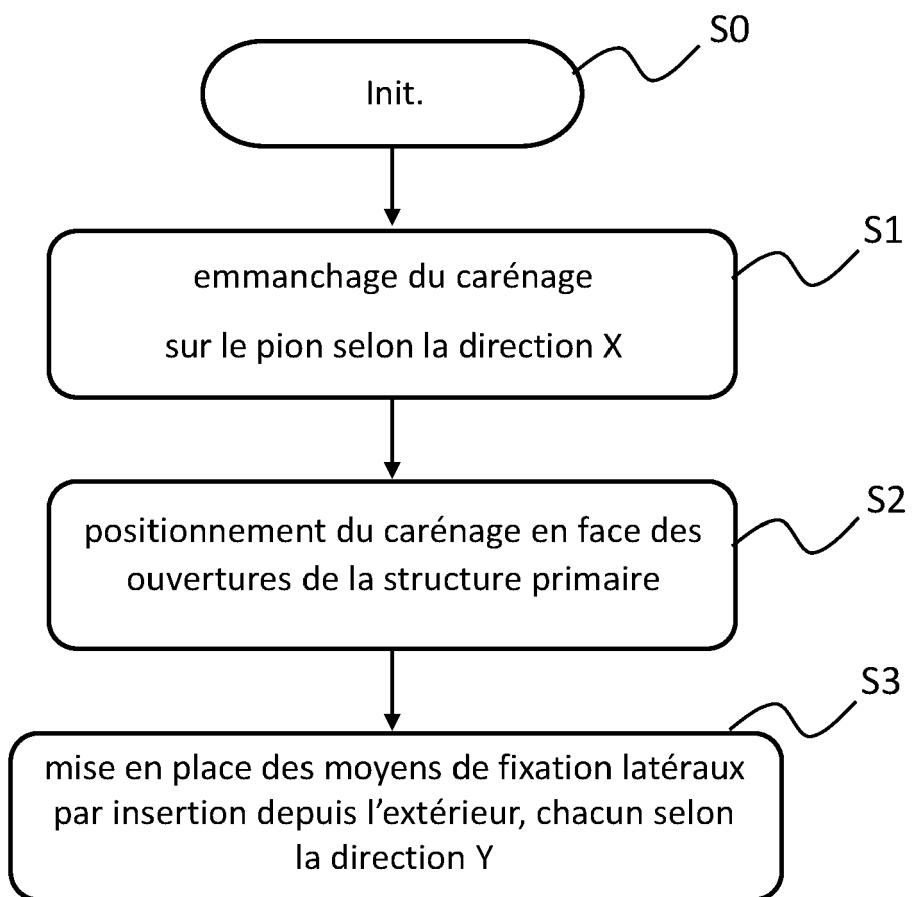 S0
Init.
S1
emmanchage du carénage
sur le pion selon la direction X
S2
positionnement du carénage en face des
ouvertures de la structure primaire
S3
mise en place des moyens de fixation latéraux
par insertion depuis l’extérieur, chacun selon
la direction Y